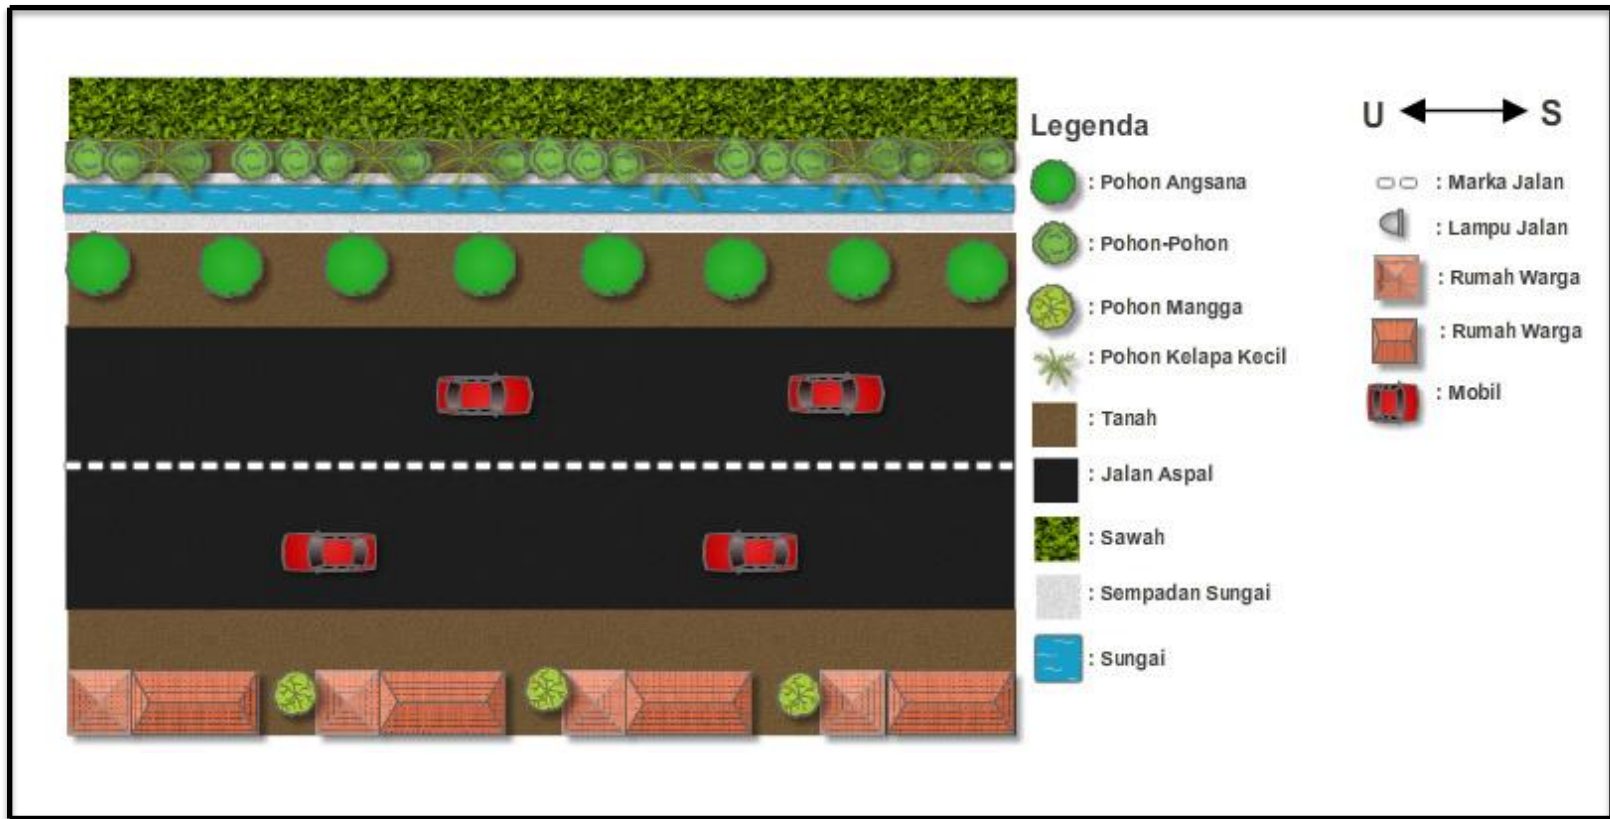 Legenda
: Pohon Angsana
: Pohon-Pohon
: Pohon Mangga
: Pohon Kelapa Kecil
: Tanah
: Jalan Aspal
: Sawah
: Sempadan Sungai
: Sungai
U S
: Marka Jalan
: Lampu Jalan
: Rumah Warga
: Rumah Warga
: Mobil